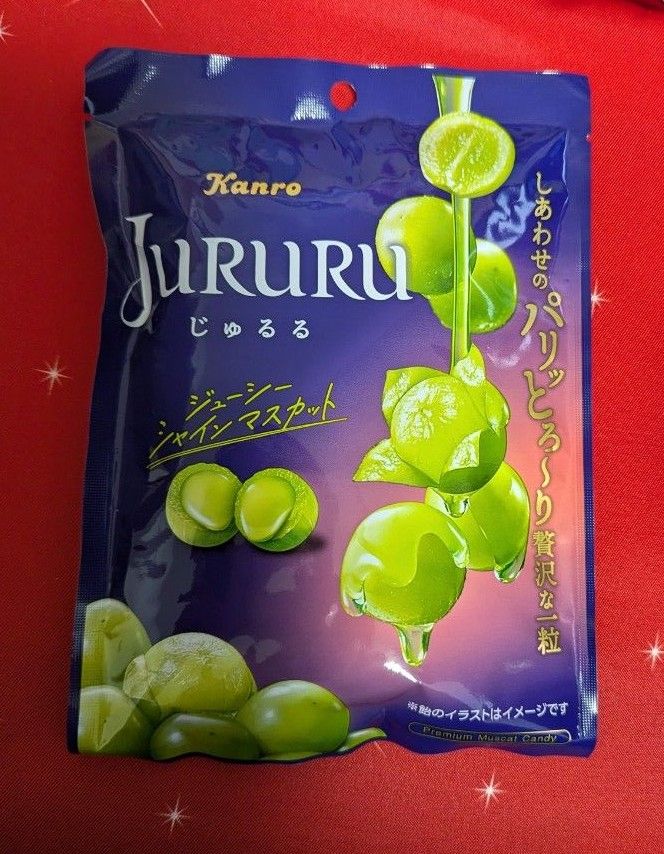 Kanro
JURURU
じゅるる
ジューシー
シャインマスカット
しあわせのパリッとろ〜り贅沢な一粒
※飴のイラストはイメージです
Premium Muscat Candy